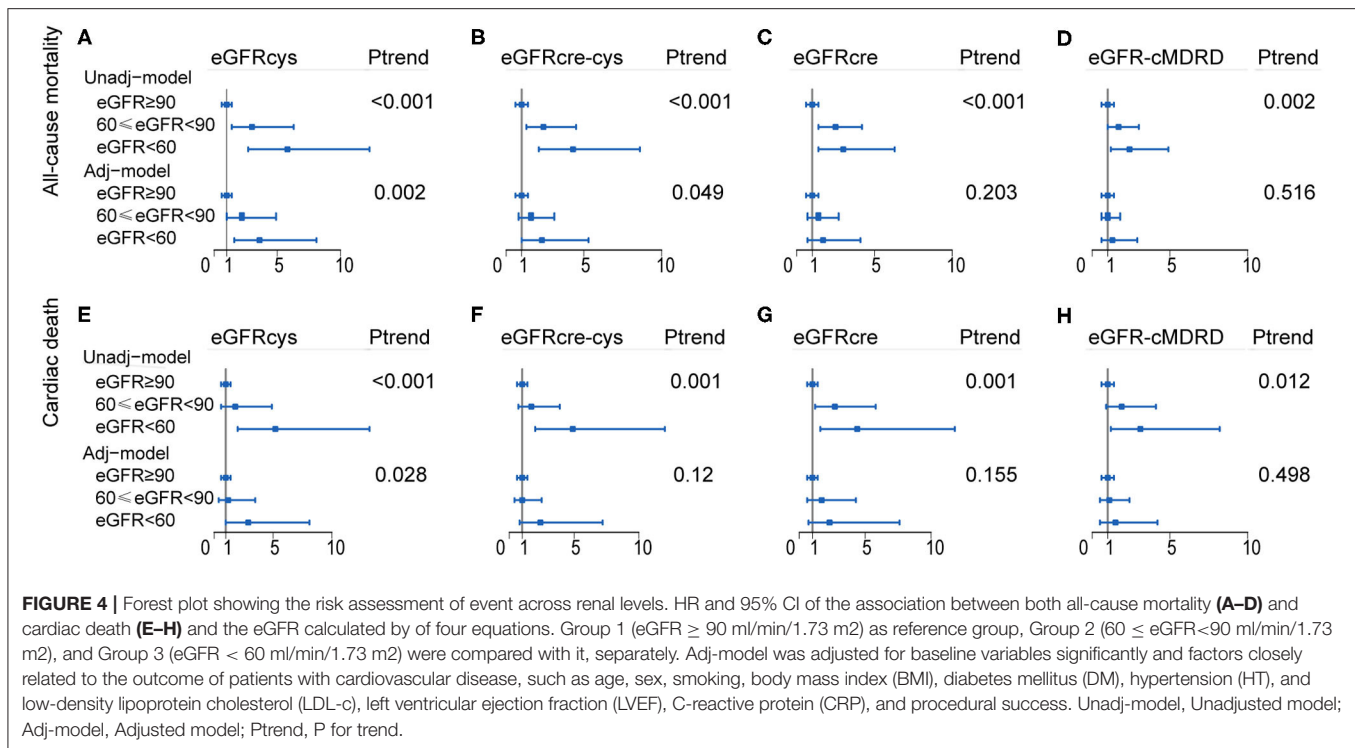 A B C D
eGFRcys Ptrend eGFRcre-cys Ptrend eGFRcre Ptrend eGFR-cMDRD Ptrend
All-cause mortality
Unadj-model
eGFR≥90 <0.001 <0.001 <0.001 0.002
60⩽eGFR<90
eGFR<60
Adj-model
eGFR≥90 0.002 0.049 0.203 0.516
60⩽eGFR<90
eGFR<60
0 1 5 10 0 1 5 10 0 1 5 10 0 1 5 10
E F G H
eGFRcys Ptrend eGFRcre-cys Ptrend eGFRcre Ptrend eGFR-cMDRD Ptrend
Cardiac death
Unadj-model
eGFR≥90 <0.001 0.001 0.001 0.012
60⩽eGFR<90
eGFR<60
Adj-model
eGFR≥90 0.028 0.12 0.155 0.498
60⩽eGFR<90
eGFR<60
0 1 10 0 1 5 10 0 1 10 0 1 10
FIGURE 4 | Forest plot showing the risk assessment of event across renal levels. HR and 95% CI of the association between both all-cause mortality (A–D) and
cardiac death (E–H) and the eGFR calculated by of four equations. Group 1 (eGFR ≥ 90 ml/min/1.73 m2) as reference group, Group 2 (60 ≤ eGFR<90 ml/min/1.73
m2), and Group 3 (eGFR < 60 ml/min/1.73 m2) were compared with it, separately. Adj-model was adjusted for baseline variables significantly and factors closely
related to the outcome of patients with cardiovascular disease, such as age, sex, smoking, body mass index (BMI), diabetes mellitus (DM), hypertension (HT), and
low-density lipoprotein cholesterol (LDL-c), left ventricular ejection fraction (LVEF), C-reactive protein (CRP), and procedural success. Unadj-model, Unadjusted model;
Adj-model, Adjusted model; Ptrend, P for trend.